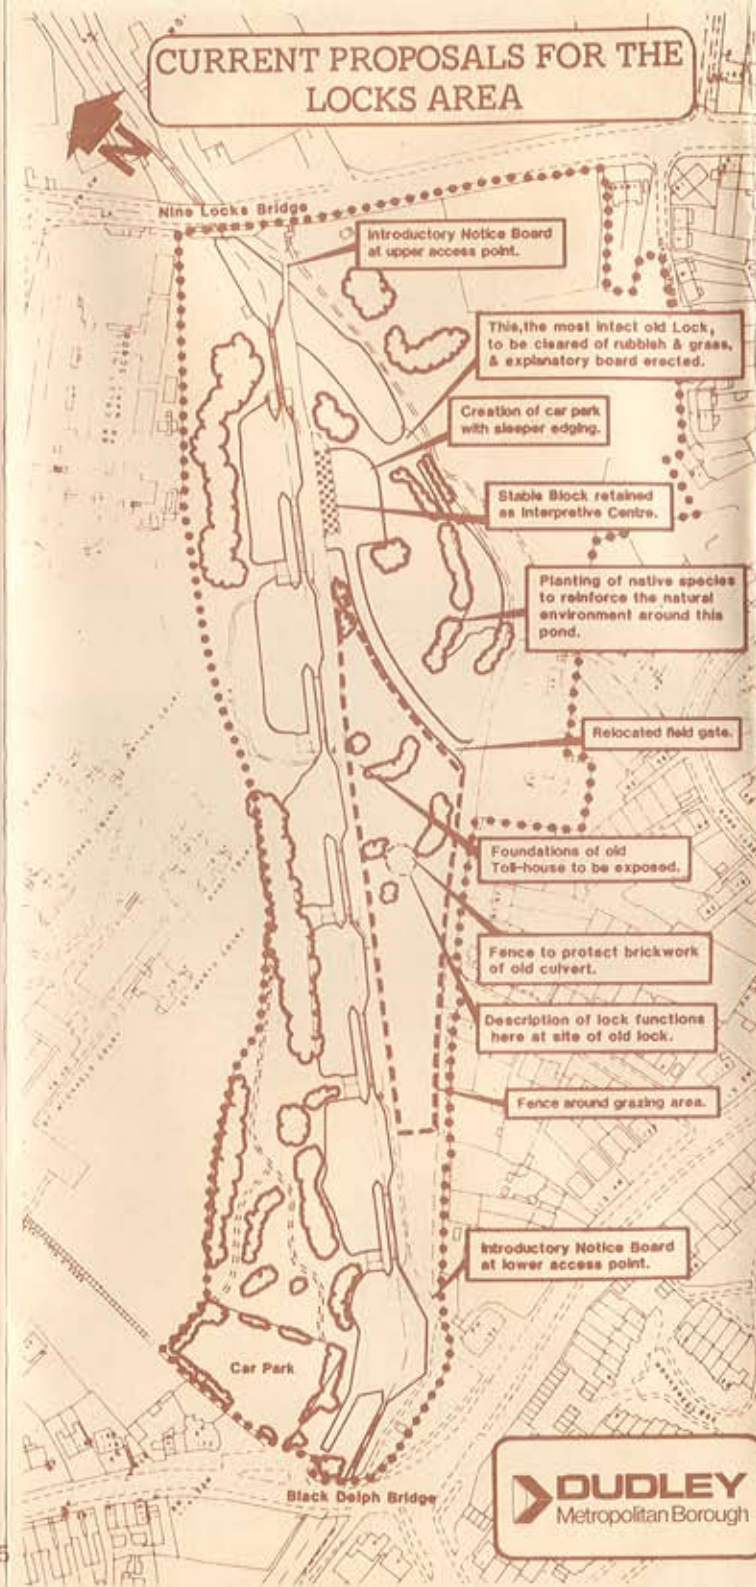 CURRENT PROPOSALS FOR THE
LOCKS AREA
N
Nine Locks Bridge
Introductory Notice Board
at upper access point.
This, the most intact old Lock,
to be cleared of rubbish & grass,
& explanatory board erected.
Creation of car park
with sleeper edging.
Stable Block retained
as Interpretive Centre.
Planting of native species
to reinforce the natural
environment around this
pond.
Relocated field gate.
Foundations of old
Toll-house to be exposed.
Fence to protect brickwork
of old culvert.
Description of lock functions
here at site of old lock.
Fence around grazing area.
Introductory Notice Board
at lower access point.
Car Park
Black Delph Bridge
DUDLEY
Metropolitan Borough
5